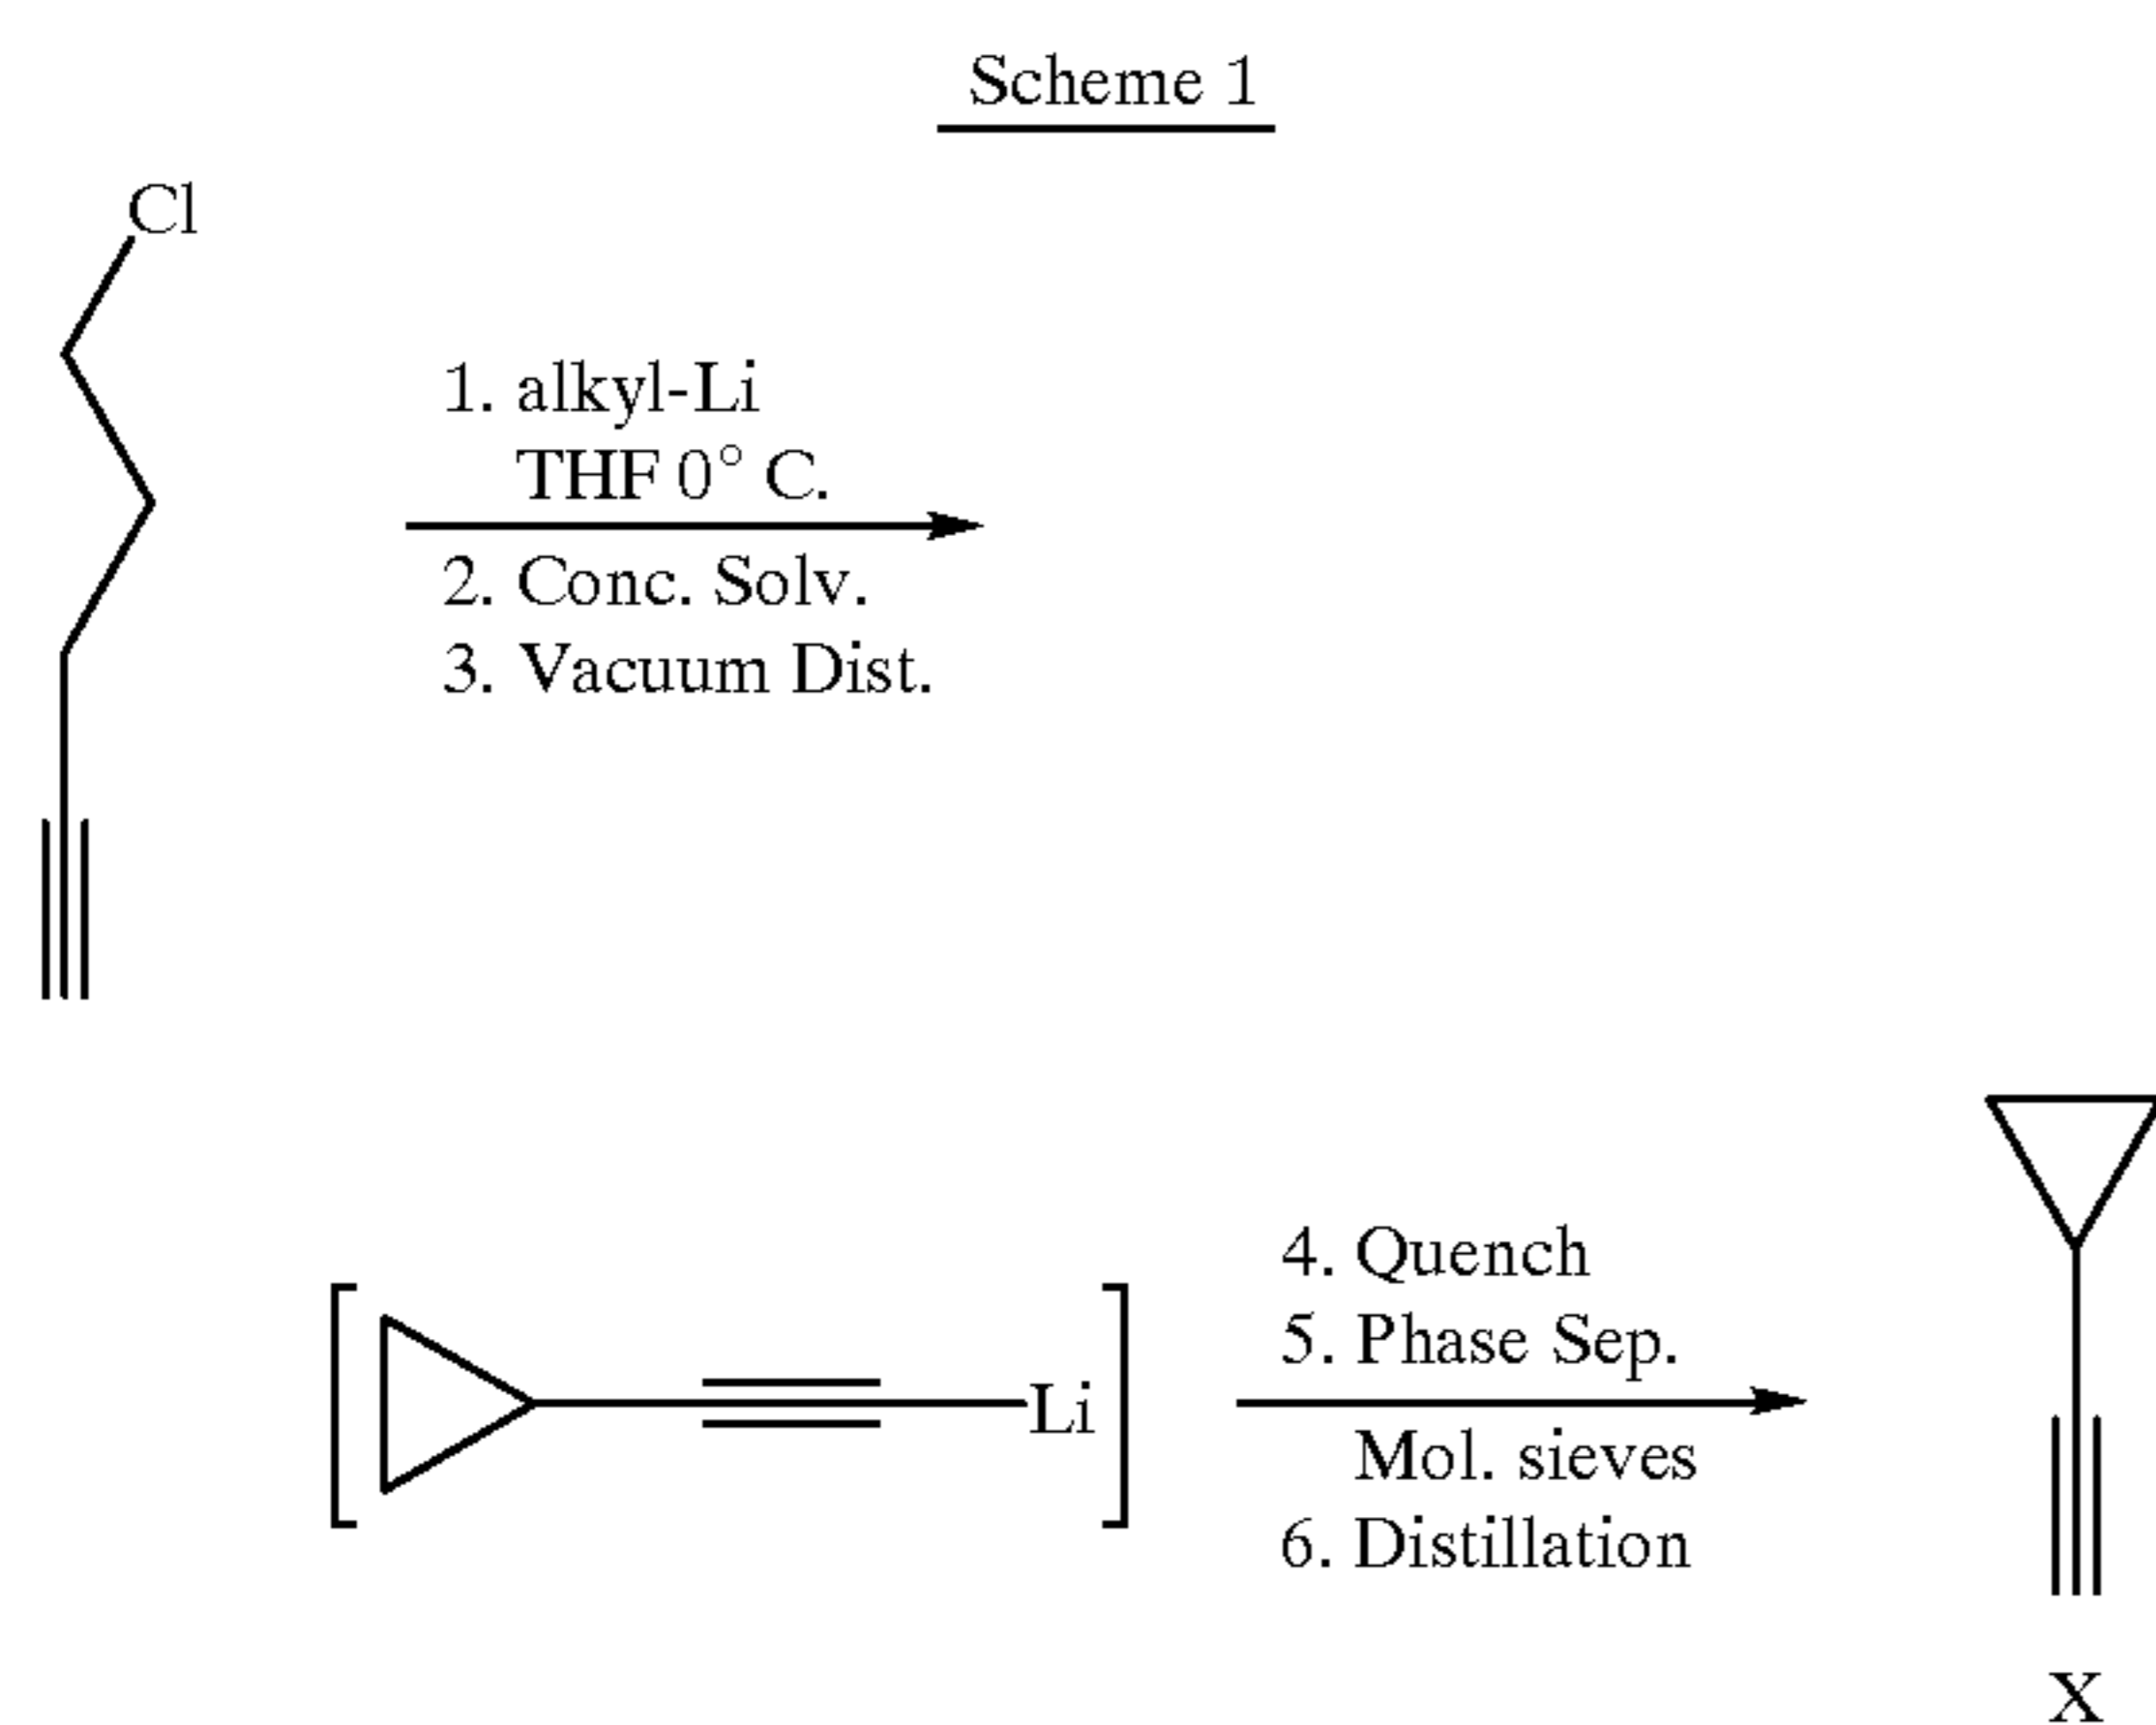 Scheme 1
Cl
1. alkyl-Li
THF 0° C.
2. Conc. Solv.
3. Vacuum Dist.
Li
4. Quench
5. Phase Sep.
Mol. sieves
6. Distillation
X